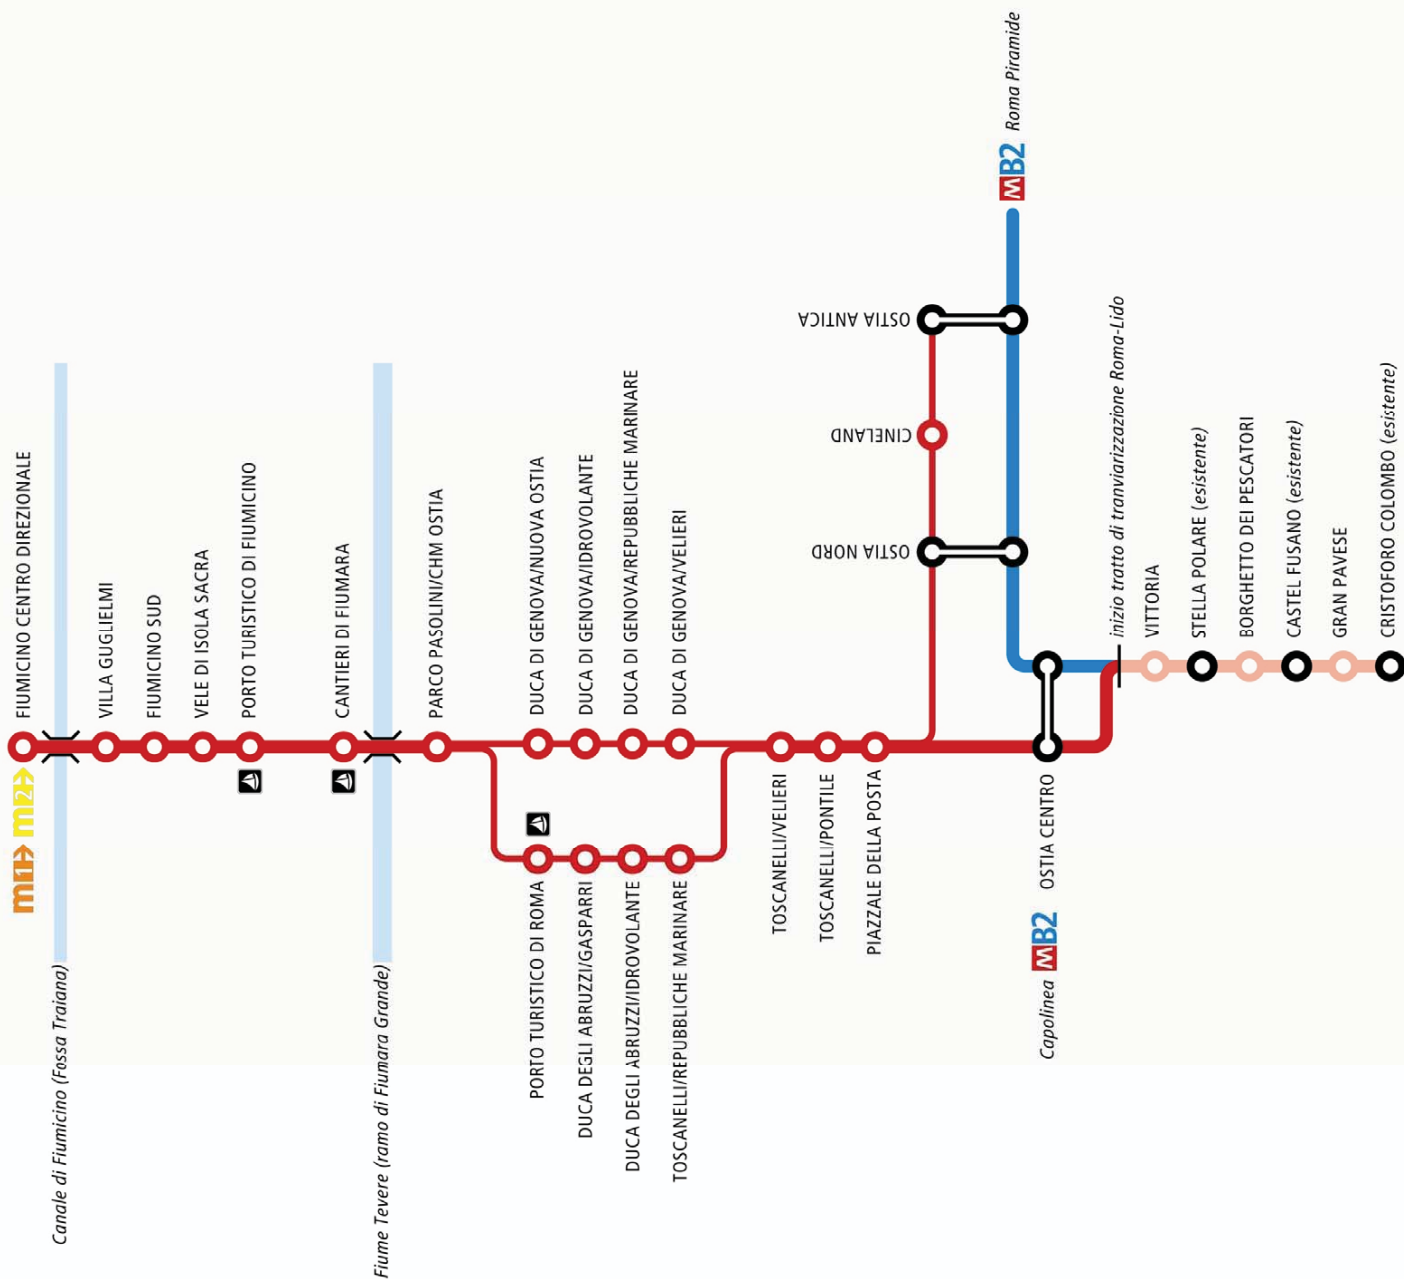 FIUMICINO CENTRO DIREZIONALE
m1 m2
Canale di Fiumicino (Fossa Traiana)
VILLA GUGLIELMI
FIUMICINO SUD
VELE DI ISOLA SACRA
PORTO TURISTICO DI FIUMICINO
CANTIERI DI FIUMARA
Fiume Tevere (ramo di Fiumara Grande)
PARCO PASOLINI/CHM OSTIA
DUCA DI GENOVA/NUOVA OSTIA
DUCA DI GENOVA/IDROVOLANTE
DUCA DI GENOVA/REPUBBLICHE MARINARE
DUCA DI GENOVA/VELIERI
PORTO TURISTICO DI ROMA
DUCA DEGLI ABRUZZI/GASPARRI
DUCA DEGLI ABRUZZI/IDROVOLANTE
TOSCANELLI/REPUBBLICHE MARINARE
TOSCANELLI/VELIERI
TOSCANELLI/PONTILE
PIAZZALE DELLA POSTA
OSTIA ANTICA
CINELAND
OSTIA NORD
MB2 Roma Piramide
Capolinea MB2 OSTIA CENTRO
inizio tratto di tranviarizzazione Roma-Lido
VITTORIA
STELLA POLARE (esistente)
BORGHETTO DEI PESCATORI
CASTEL FUSANO (esistente)
GRAN PAVESE
CRISTOFORO COLOMBO (esistente)